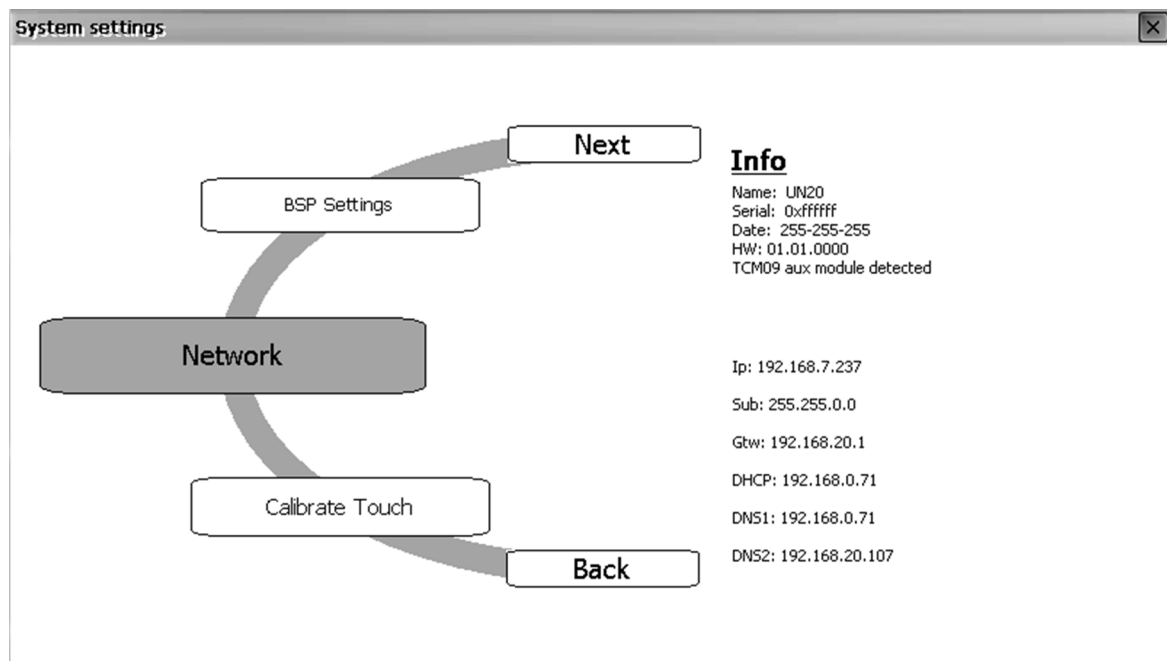 System settings
Next
BSP Settings
Network
Calibrate Touch
Back
Info
Name: UN20
Serial: 0xffffff
Date: 255-255-255
HW: 01.01.0000
TCM09 aux module detected
Ip: 192.168.7.237
Sub: 255.255.0.0
Gtw: 192.168.20.1
DHCP: 192.168.0.71
DNS1: 192.168.0.71
DNS2: 192.168.20.107